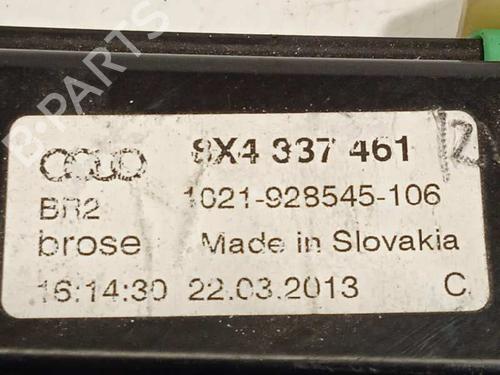 B-PARTS
8X4 337 461 12
BR2 1021-928545-106
brose Made in Slovakia
16:14:30 22.03.2013 C